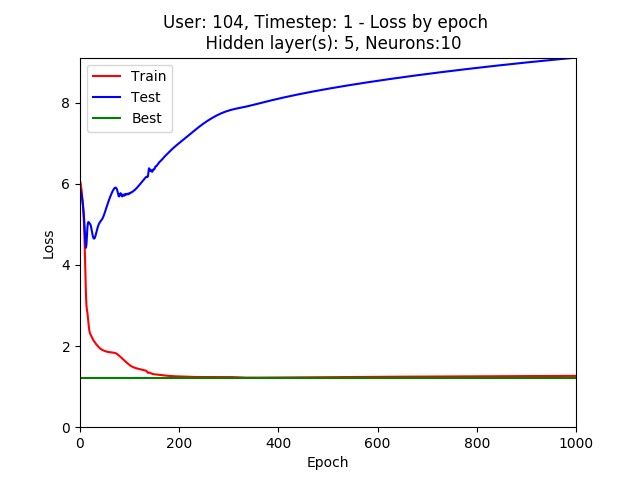 User: 104, Timestep: 1 - Loss by epoch
Hidden layer(s): 5, Neurons:10
Train
Test
Best
8
6
4
2
0
Loss
0 200 400 600 800 1000
Epoch